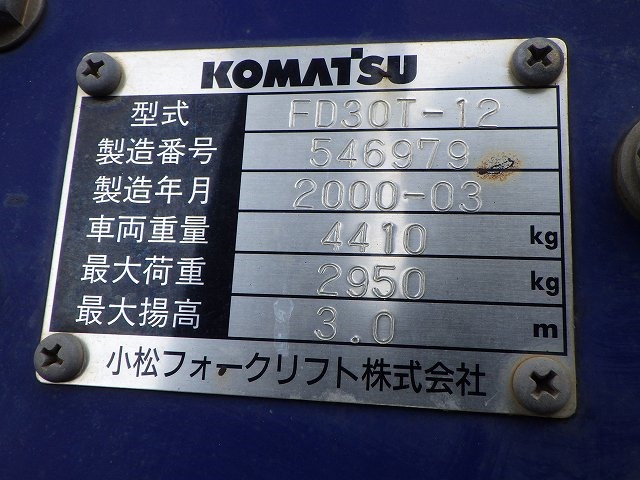 KOMATSU
型式 FD30T-12
製造番号 546979
製造年月 2000-03
車両重量 4410 kg
最大荷重 2950 kg
最大揚高 3.0 m
小松フォークリフト株式会社